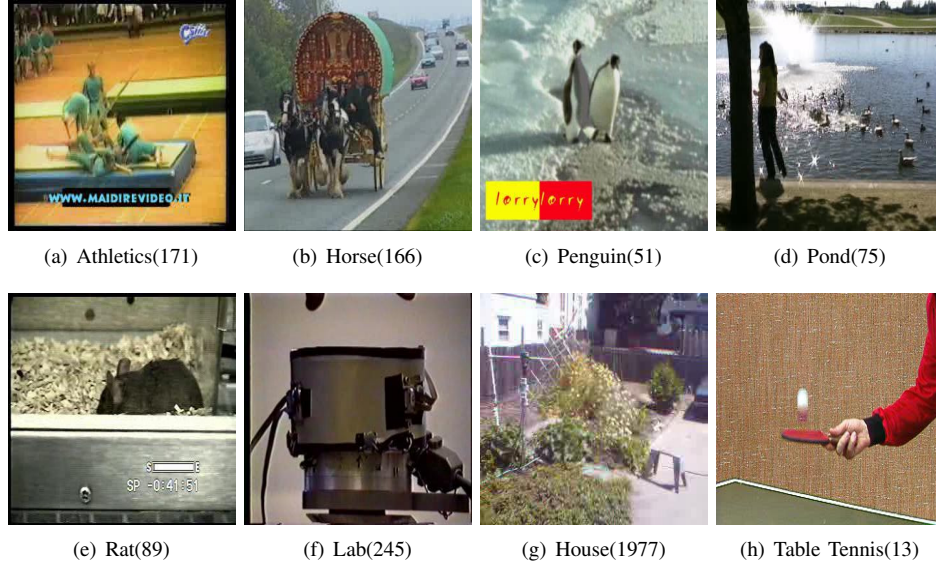 WWW.MAIDIREVIDEO.IT
lorry lorry
(a) Athletics(171)
(b) Horse(166)
(c) Penguin(51)
(d) Pond(75)
S E
SP -0:41:51
(e) Rat(89)
(f) Lab(245)
(g) House(1977)
(h) Table Tennis(13)